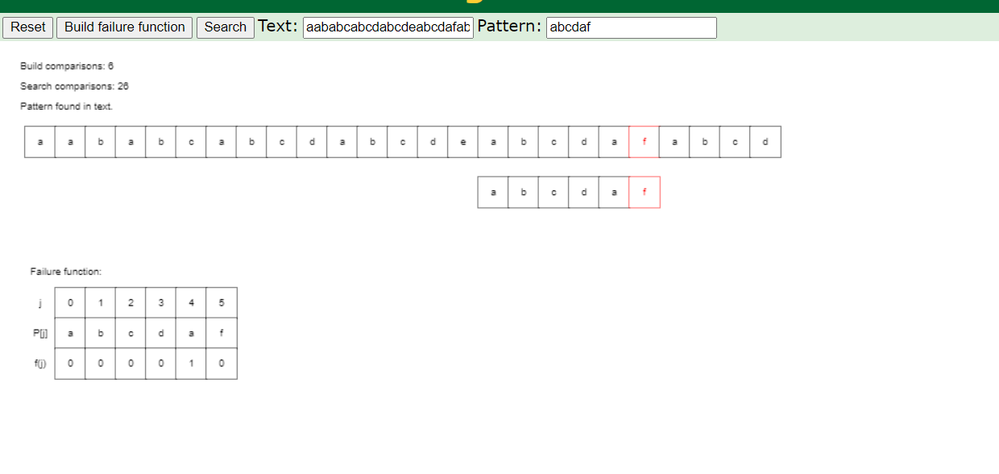 Reset Build failure function Search Text: aababcabcdabcdeabcdafab Pattern: abcdaf
Build comparisons: 6
Search comparisons: 26
Pattern found in text.
a a b a b c a b c d a b c d e a b c d a f a b c d
a b c d a f
Failure function:
j 0 1 2 3 4 5
P[j] a b c d a f
f(j) 0 0 0 0 1 0